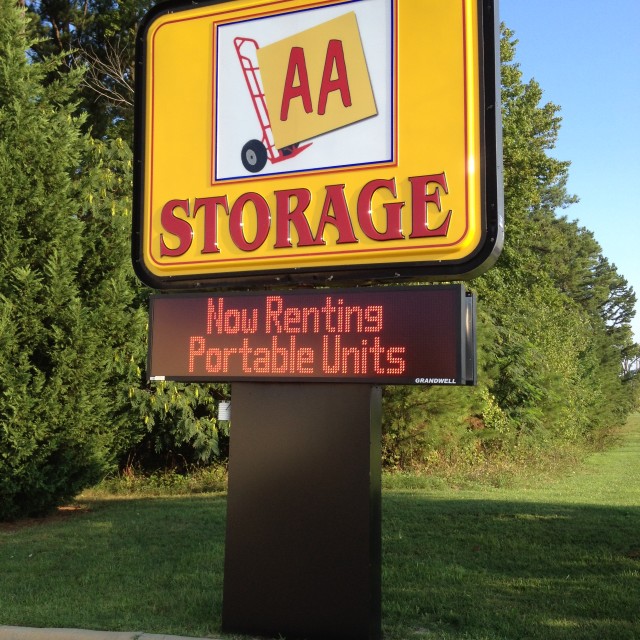 AA
STORAGE
Now Renting
Portable Units
GRANDWELL